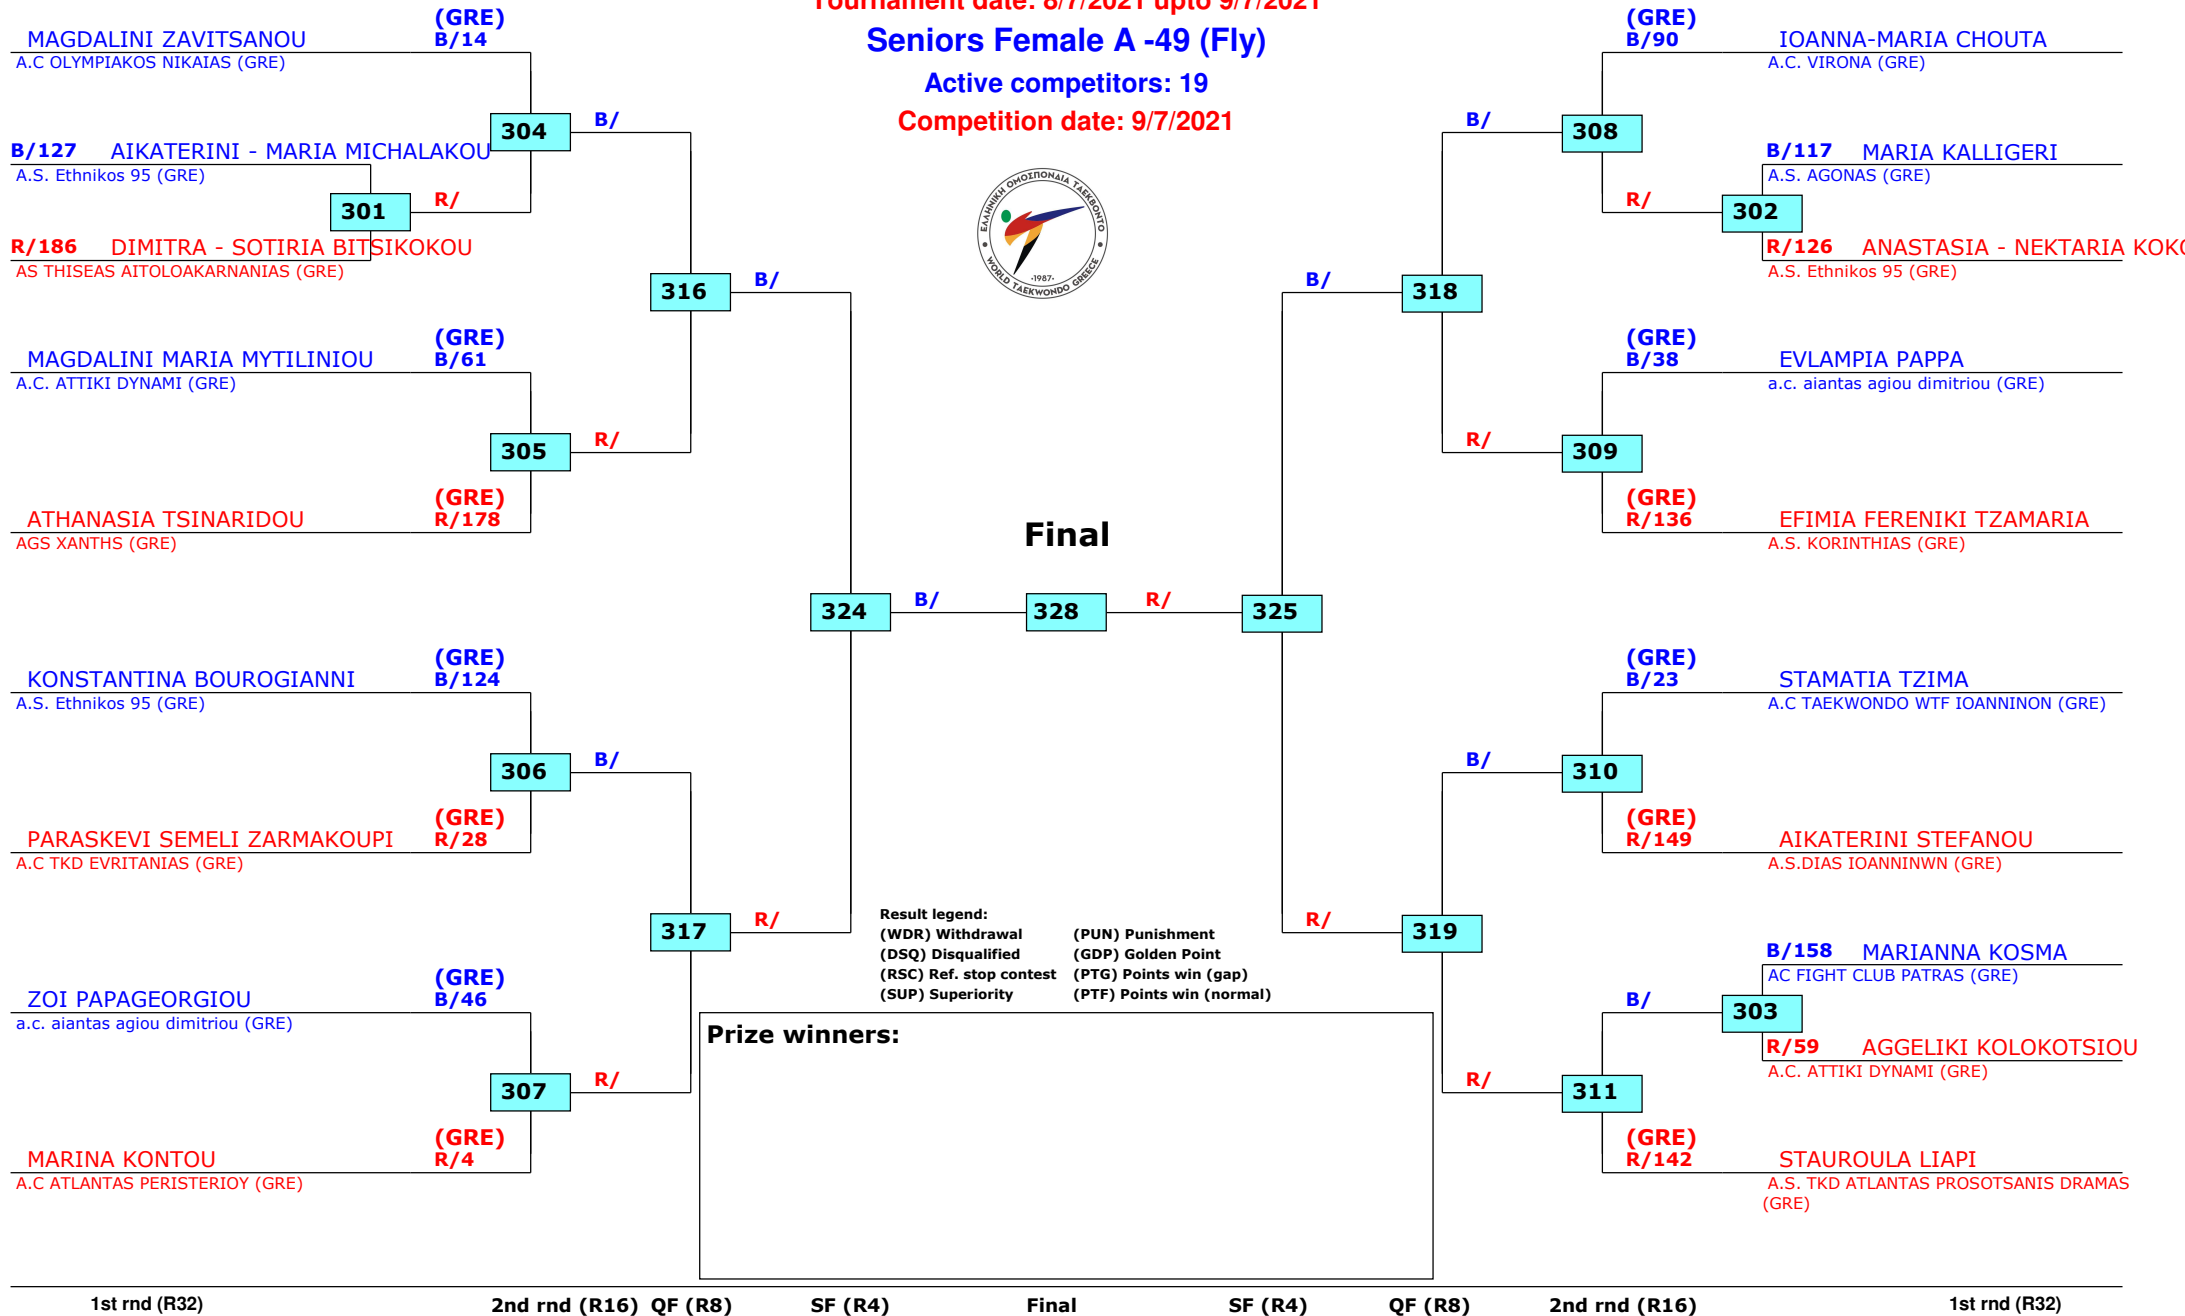 Tournament date: 8/7/2021 upto 9/7/2021
Seniors Female A -49 (Fly)
Active competitors: 19
Competition date: 9/7/2021
ΕΛΛΗΝΙΚΗ ΟΜΟΣΠΟΝΔΙΑ ΤΑΕΚΒΟΝΤΟ
·1987·
WORLD TAEKWONDO GREECE
(GRE)
MAGDALINI ZAVITSANOU B/14
A.C OLYMPIAKOS NIKAIAS (GRE)
304 B/
B/127 AIKATERINI - MARIA MICHALAKOU
A.S. Ethnikos 95 (GRE)
301 R/
R/186 DIMITRA - SOTIRIA BITSIKOKOU
AS THISEAS AITOLOAKARNANIAS (GRE)
316 B/
(GRE)
MAGDALINI MARIA MYTILINIOU B/61
A.C. ATTIKI DYNAMI (GRE)
305 R/
(GRE)
ATHANASIA TSINARIDOU R/178
AGS XANTHS (GRE)
324 B/
(GRE)
KONSTANTINA BOUROGIANNI B/124
A.S. Ethnikos 95 (GRE)
306 B/
(GRE)
PARASKEVI SEMELI ZARMAKOUPI R/28
A.C TKD EVRITANIAS (GRE)
317 R/
(GRE)
ZOI PAPAGEORGIOU B/46
a.c. aiantas agiou dimitriou (GRE)
307 R/
(GRE)
MARINA KONTOU R/4
A.C ATLANTAS PERISTERIOY (GRE)
Final
328
(GRE)
B/90 IOANNA-MARIA CHOUTA
A.C. VIRONA (GRE)
B/ 308
B/117 MARIA KALLIGERI
A.S. AGONAS (GRE)
R/ 302
R/126 ANASTASIA - NEKTARIA KOKO
A.S. Ethnikos 95 (GRE)
B/ 318
(GRE)
B/38 EVLAMPIA PAPPA
a.c. aiantas agiou dimitriou (GRE)
R/ 309
(GRE)
R/136 EFIMIA FERENIKI TZAMARIA
A.S. KORINTHIAS (GRE)
R/ 325
(GRE)
B/23 STAMATIA TZIMA
A.C TAEKWONDO WTF IOANNINON (GRE)
B/ 310
(GRE)
R/149 AIKATERINI STEFANOU
A.S.DIAS IOANNINWN (GRE)
R/ 319
B/158 MARIANNA KOSMA
AC FIGHT CLUB PATRAS (GRE)
B/ 303
R/59 AGGELIKI KOLOKOTSIOU
A.C. ATTIKI DYNAMI (GRE)
R/ 311
(GRE)
R/142 STAUROULA LIAPI
A.S. TKD ATLANTAS PROSOTSANIS DRAMAS
(GRE)
Result legend:
(WDR) Withdrawal (PUN) Punishment
(DSQ) Disqualified (GDP) Golden Point
(RSC) Ref. stop contest (PTG) Points win (gap)
(SUP) Superiority (PTF) Points win (normal)
Prize winners:
1st rnd (R32) 2nd rnd (R16) QF (R8) SF (R4) Final SF (R4) QF (R8) 2nd rnd (R16) 1st rnd (R32)